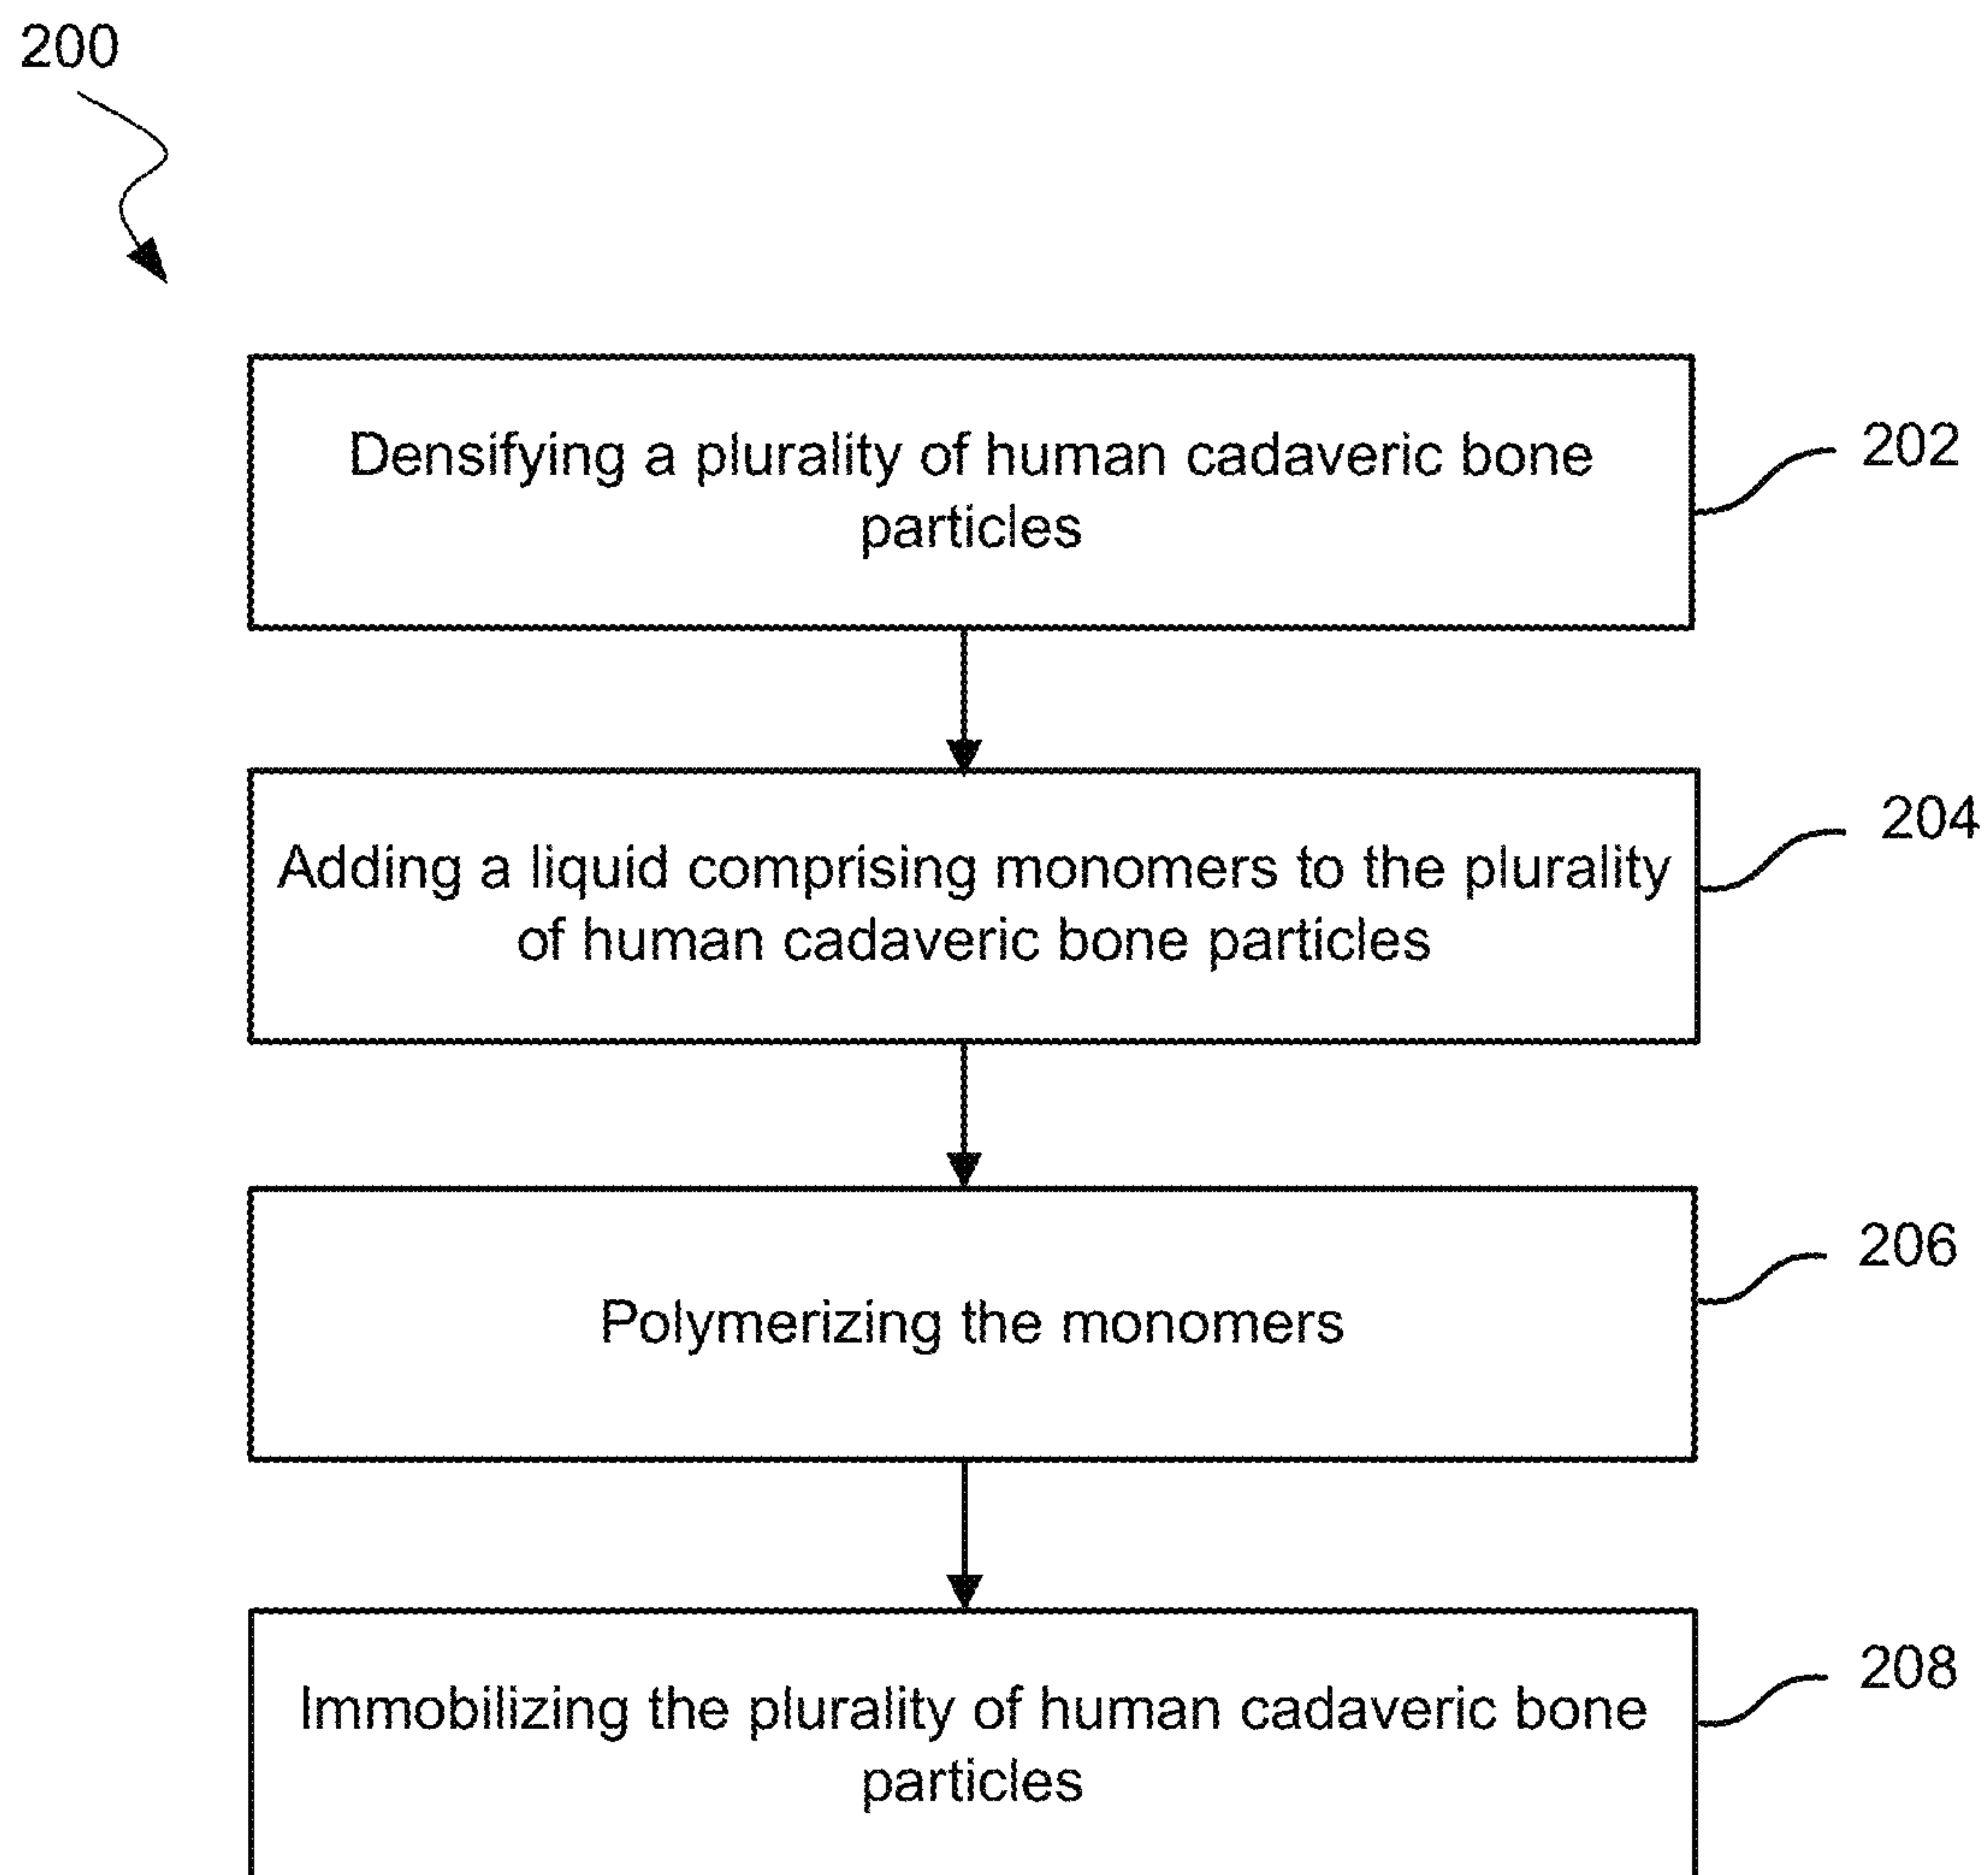 200
Densifying a plurality of human cadaveric bone
particles
202
Adding a liquid comprising monomers to the plurality
of human cadaveric bone particles
204
Polymerizing the monomers
206
Immobilizing the plurality of human cadaveric bone
particles
208